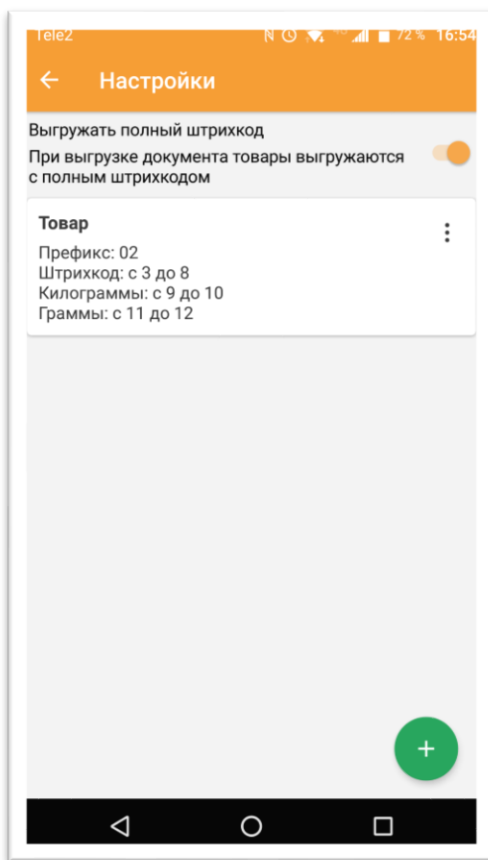 Tele2 72 % 16:54
Настройки
Выгружать полный штрихкод
При выгрузке документа товары выгружаются
с полным штрихкодом
Товар
Префикс: 02
Штрихкод: с 3 до 8
Килограммы: с 9 до 10
Граммы: с 11 до 12